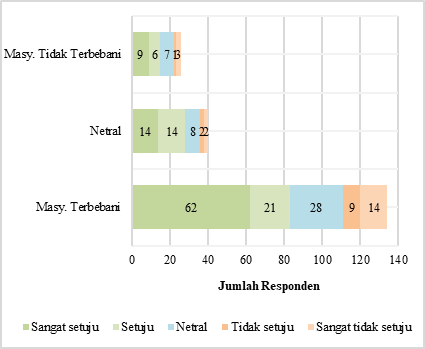 Masy. Tidak Terbebani 9 6 7 1 3
Netral 14 14 8 2 2
Masy. Terbebani 62 21 28 9 14
0 20 40 60 80 100 120 140
Jumlah Responden
Sangat setuju Setuju Netral Tidak setuju Sangat tidak setuju